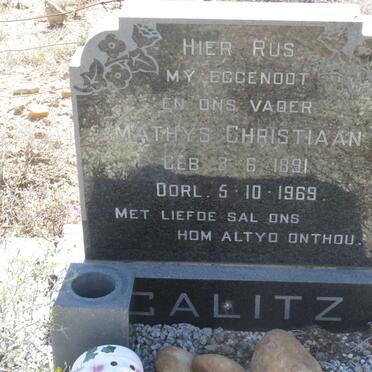 HIER RUS
MY EGGENOOT
EN ONS VADER
MATHYS CHRISTIAAN
GEB. 3·6·1891
OORL. 5·10·1969.
MET LIEFDE SAL ONS
HOM ALTYD ONTHOU.
CALITZ